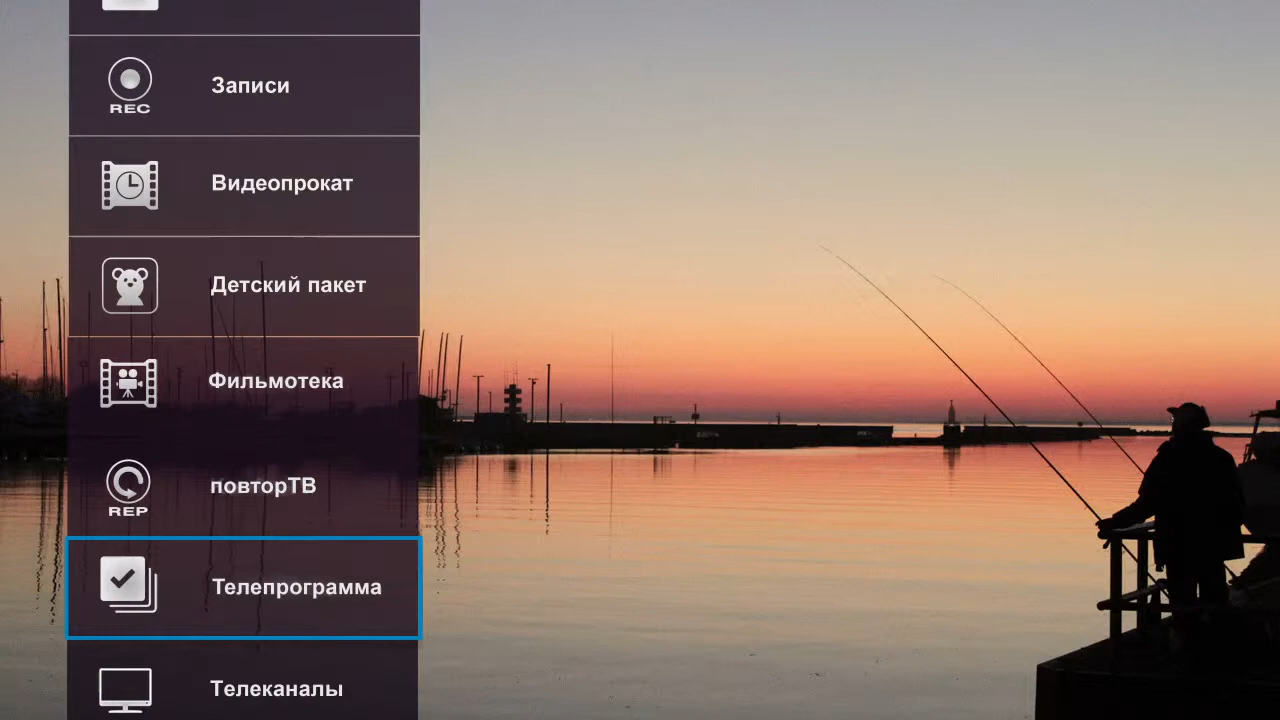 REC
Записи
Видеопрокат
Детский пакет
Фильмотека
REP
повторТВ
Телепрограмма
Телеканалы